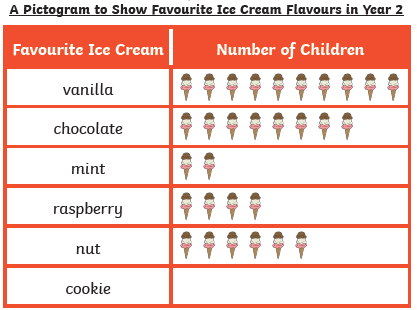 A Pictogram to Show Favourite Ice Cream Flavours in Year 2
Favourite Ice Cream Number of Children
vanilla
chocolate
mint
raspberry
nut
cookie